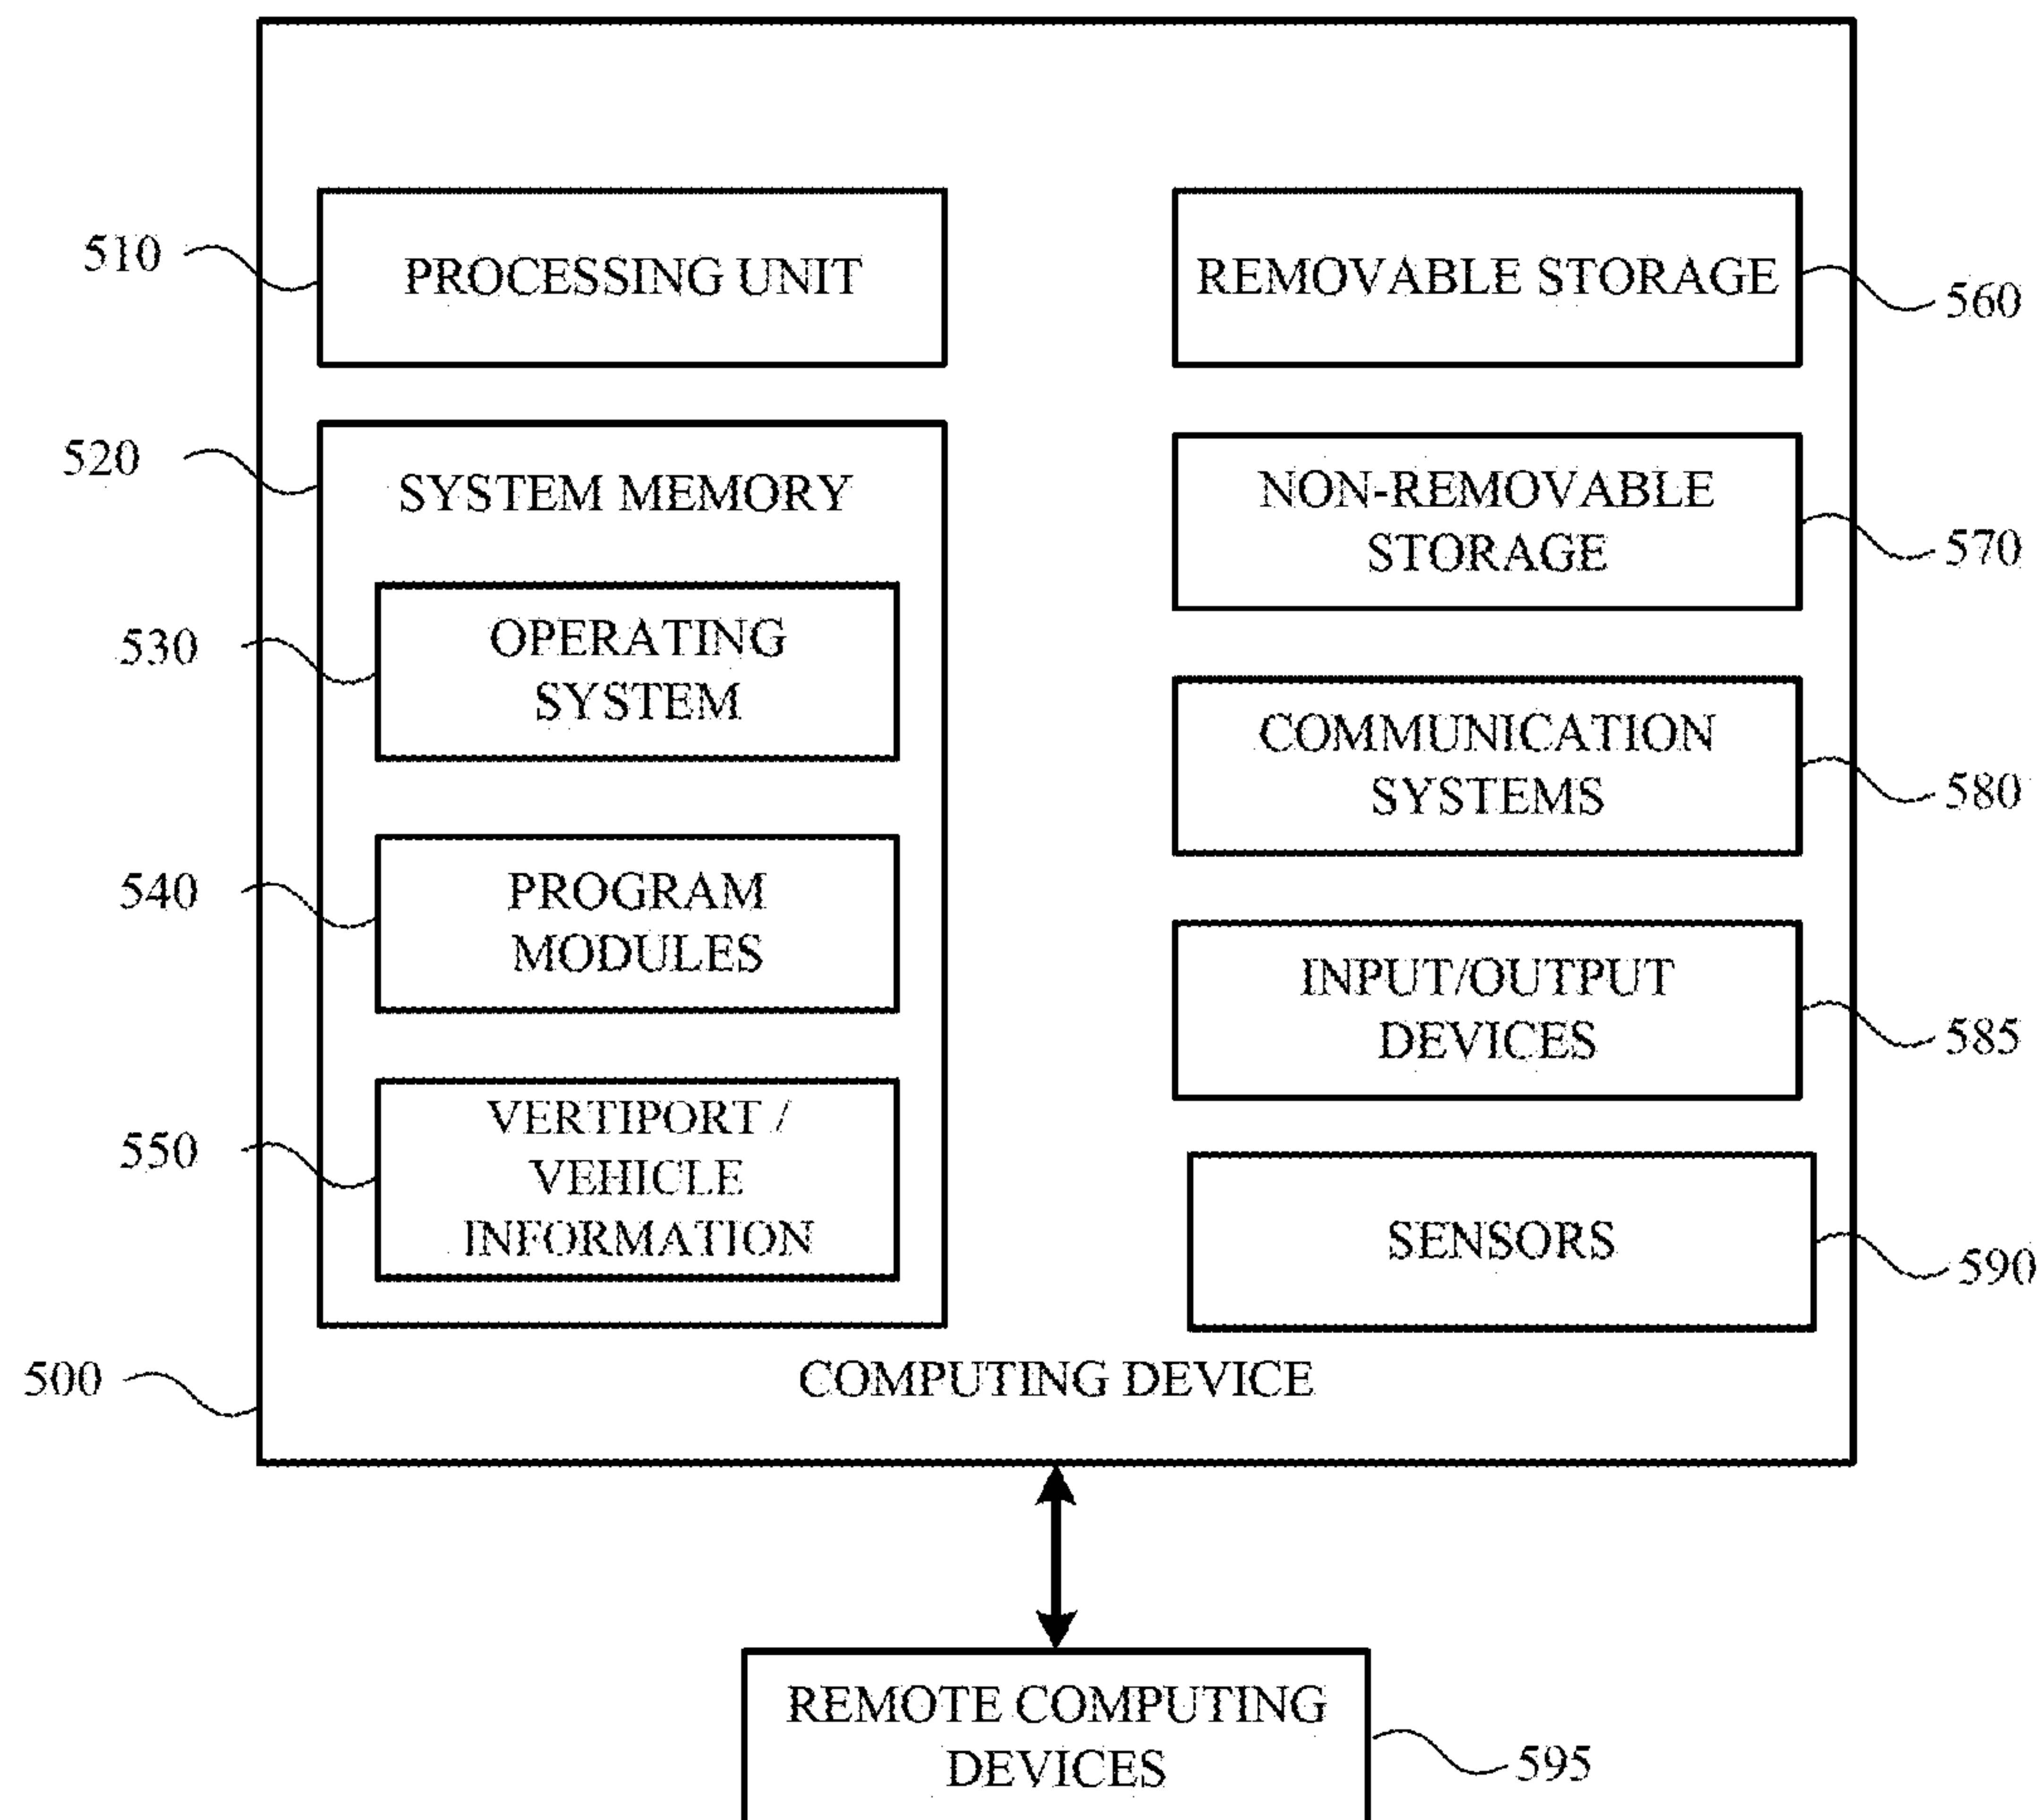 510
PROCESSING UNIT
REMOVABLE STORAGE
560
520
SYSTEM MEMORY
NON-REMOVABLE
STORAGE
570
530
OPERATING
SYSTEM
COMMUNICATION
SYSTEMS
580
540
PROGRAM
MODULES
INPUT/OUTPUT
DEVICES
585
550
VERTIPORT /
VEHICLE
INFORMATION
SENSORS
590
500
COMPUTING DEVICE
REMOTE COMPUTING
DEVICES
595